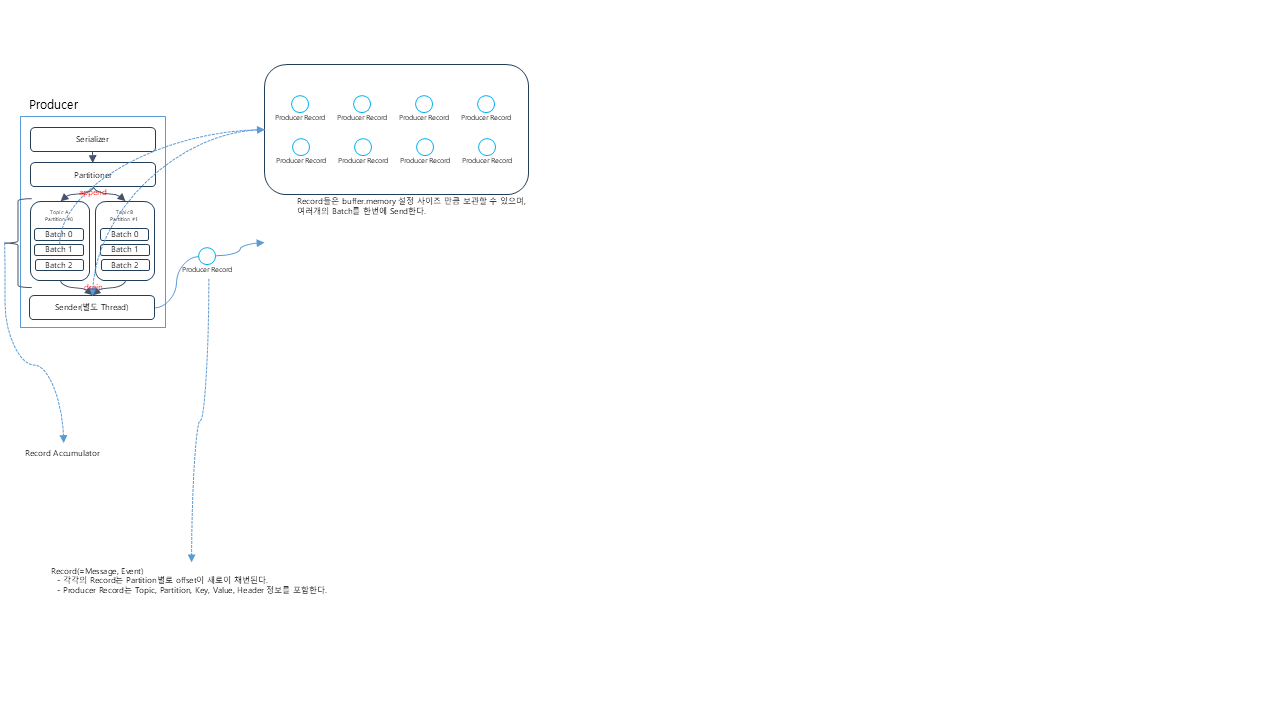 Producer
Serializer
Partitioner
append
Topic A
Partition #0
Topic B
Partition #1
Batch 0
Batch 0
Batch 1
Batch 1
Batch 2
Batch 2
drain
Sender(별도 Thread)
Producer Record
Producer Record
Producer Record
Producer Record
Producer Record
Producer Record
Producer Record
Producer Record
Record들은 buffer.memory 설정 사이즈 만큼 보관할 수 있으며,
여러개의 Batch를 한번에 Send한다.
Producer Record
Record Accumulator
Record(=Message, Event)
- 각각의 Record는 Partition별로 offset이 새로이 채번된다.
- Producer Record는 Topic, Partition, Key, Value, Header 정보를 포함한다.